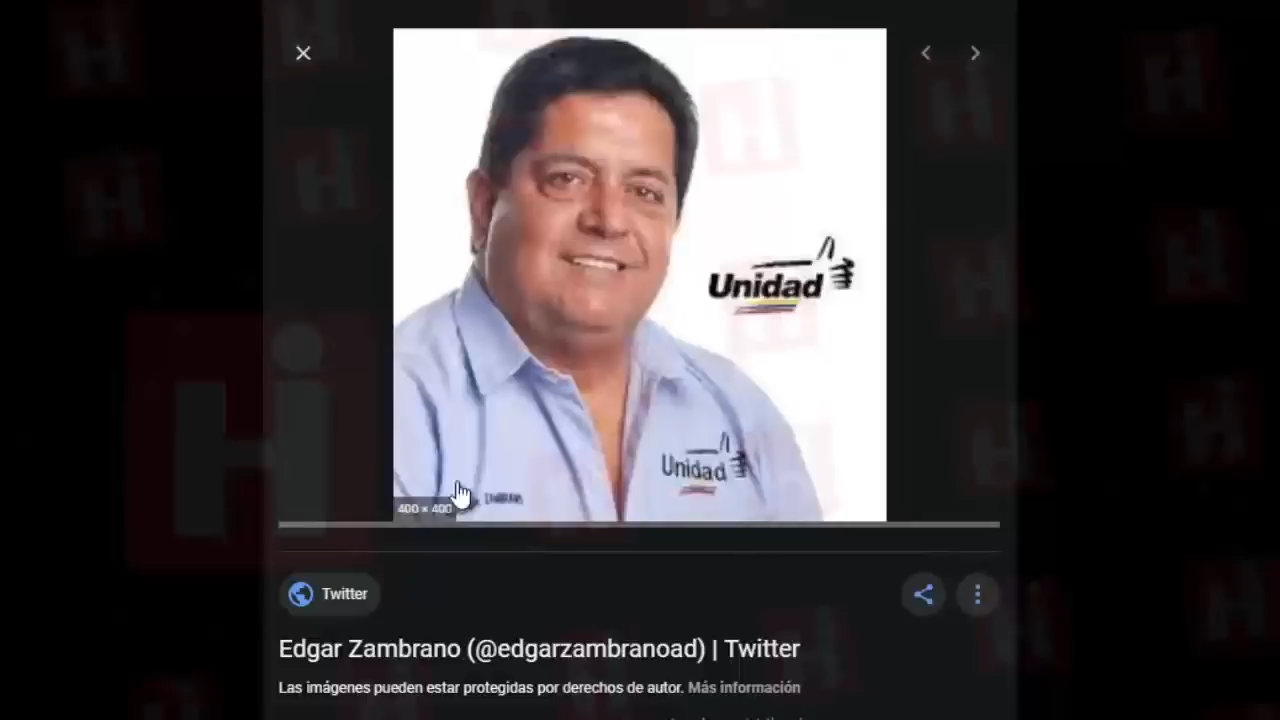 Unidad
Unidad
ZAMBRANO
400 × 400
Twitter
Edgar Zambrano (@edgarzambranoad) | Twitter
Las imágenes pueden estar protegidas por derechos de autor. Más información